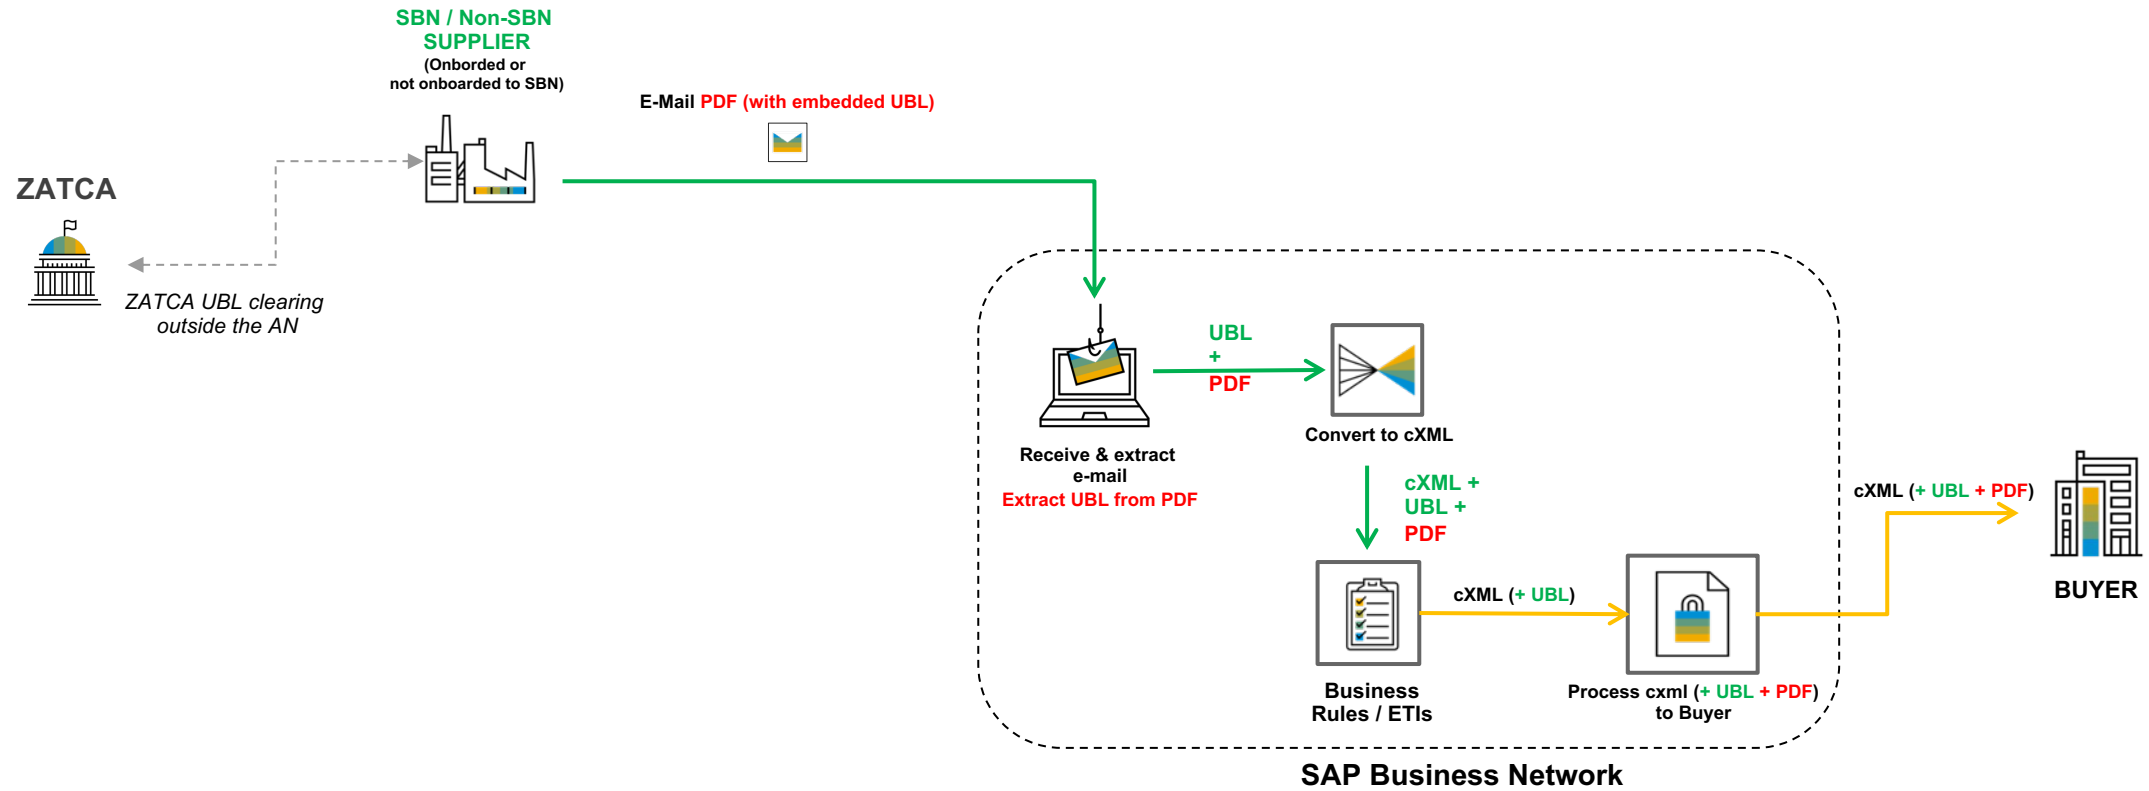 SBN / Non-SBN
SUPPLIER
(Onborded or
not onboarded to SBN)
E-Mail PDF (with embedded UBL)
ZATCA
ZATCA UBL clearing
outside the AN
UBL
+
PDF
Convert to cXML
Receive & extract
e-mail
Extract UBL from PDF
cXML +
UBL +
PDF
cXML (+ UBL + PDF)
BUYER
cXML (+ UBL)
Business
Rules / ETIs
Process cxml (+ UBL + PDF)
to Buyer
SAP Business Network